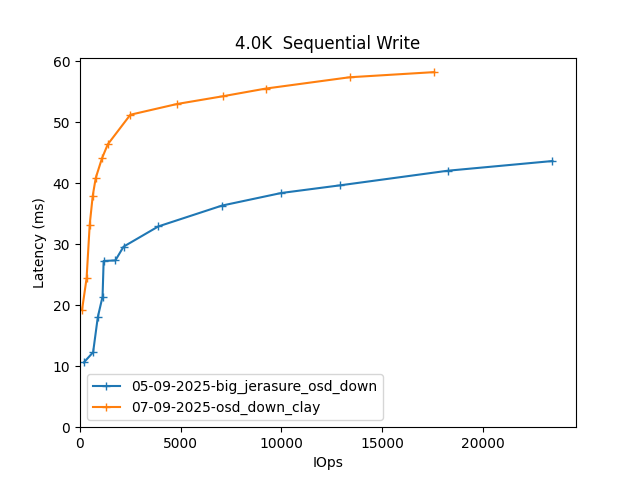 4.0K  Sequential Write
60
50
40
30
20
10
0
Latency (ms)
05-09-2025-big_jerasure_osd_down
07-09-2025-osd_down_clay
0 5000 10000 15000 20000
IOps